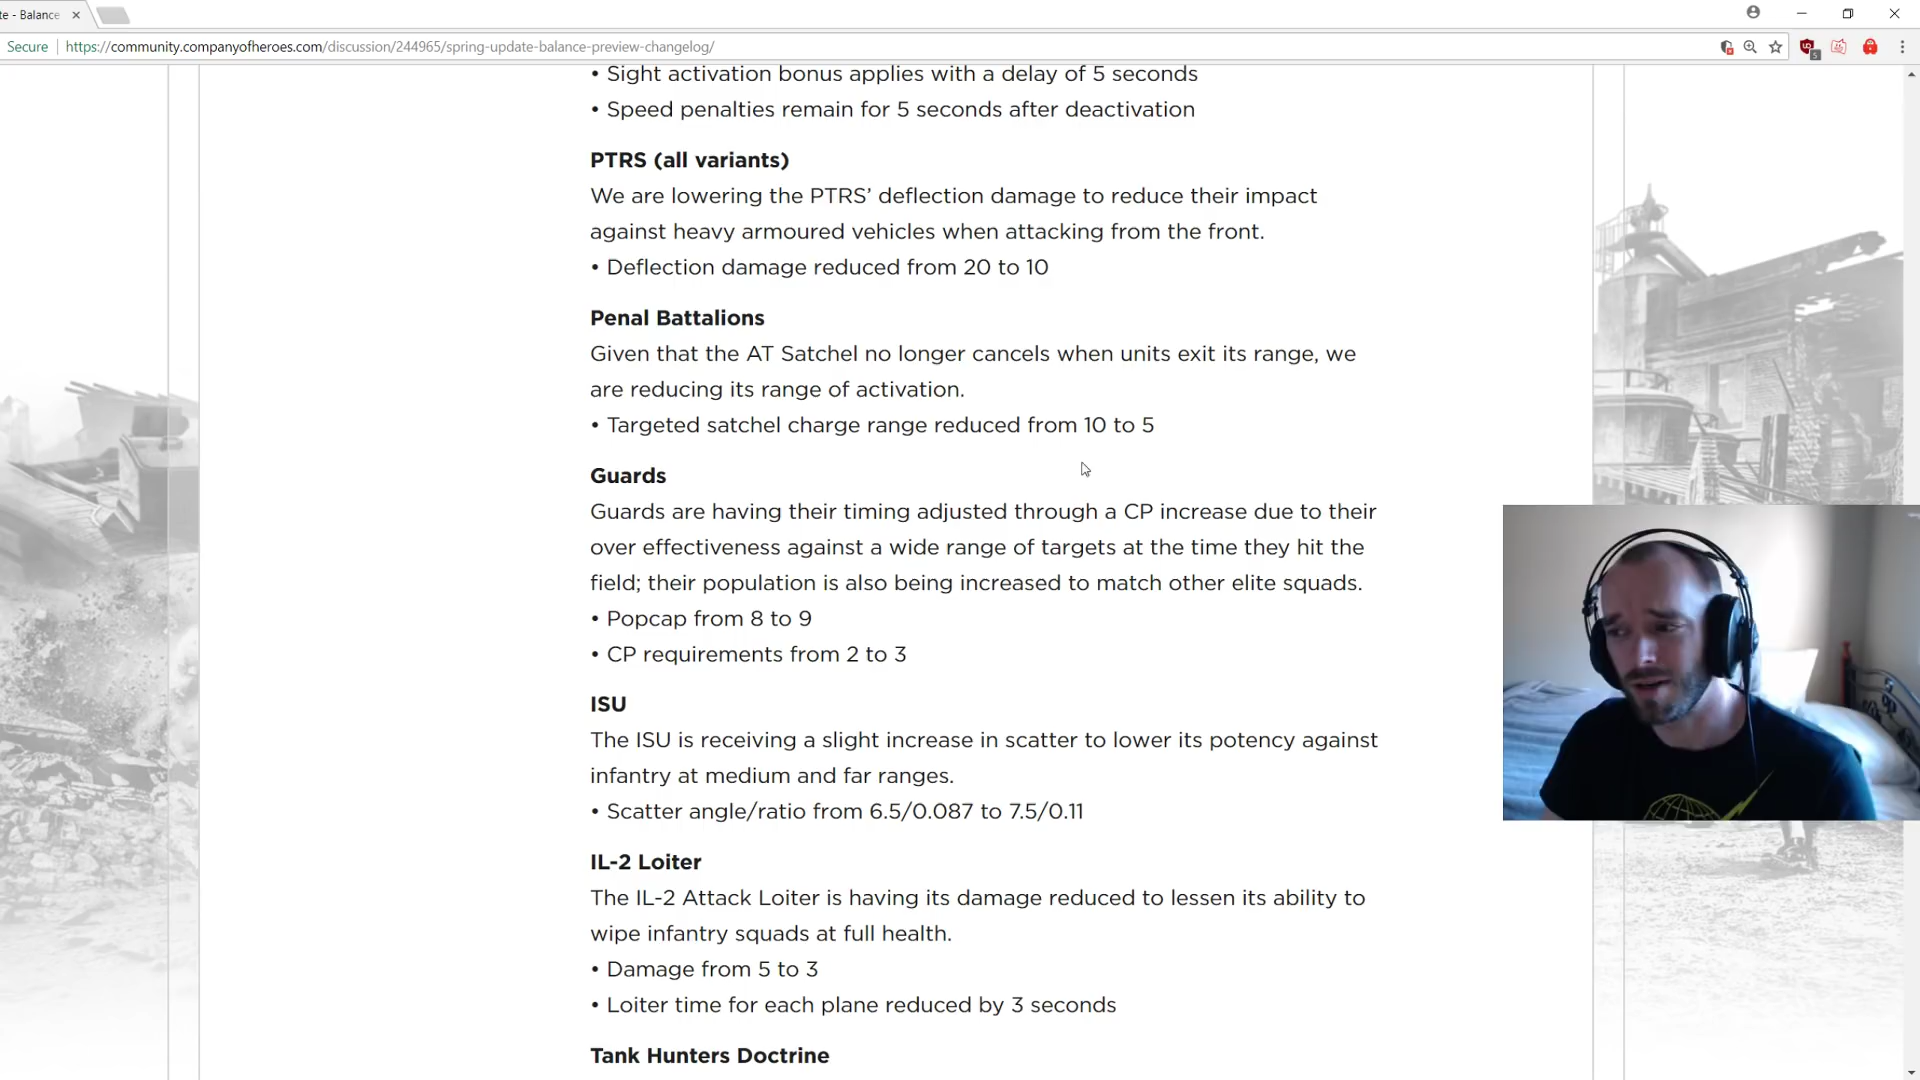 te - Balance
Secure https://community.companyofheroes.com/discussion/244965/spring-update-balance-preview-changelog/
• Sight activation bonus applies with a delay of 5 seconds
• Speed penalties remain for 5 seconds after deactivation
PTRS (all variants)
We are lowering the PTRS’ deflection damage to reduce their impact
against heavy armoured vehicles when attacking from the front.
• Deflection damage reduced from 20 to 10
Penal Battalions
Given that the AT Satchel no longer cancels when units exit its range, we
are reducing its range of activation.
• Targeted satchel charge range reduced from 10 to 5
Guards
Guards are having their timing adjusted through a CP increase due to their
over effectiveness against a wide range of targets at the time they hit the
field; their population is also being increased to match other elite squads.
• Popcap from 8 to 9
• CP requirements from 2 to 3
ISU
The ISU is receiving a slight increase in scatter to lower its potency against
infantry at medium and far ranges.
• Scatter angle/ratio from 6.5/0.087 to 7.5/0.11
IL-2 Loiter
The IL-2 Attack Loiter is having its damage reduced to lessen its ability to
wipe infantry squads at full health.
• Damage from 5 to 3
• Loiter time for each plane reduced by 3 seconds
Tank Hunters Doctrine